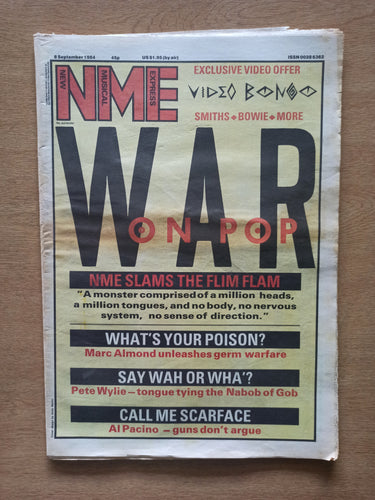 8 September 1984 45p US $1.95 (by air) ISSN 0028 6362
NEW MUSICAL EXPRESS
NME
EXCLUSIVE VIDEO OFFER
VIDEO BONGO
SMITHS • BOWIE • MORE
WAR
ON POP
NME SLAMS THE FLIM FLAM
"A monster comprised of a million heads,
a million tongues, and no body, no nervous
system, no sense of direction."
WHAT'S YOUR POISON?
Marc Almond unleashes germ warfare
SAY WAH OR WHA'?
Pete Wylie — tongue tying the Nabob of Gob
CALL ME SCARFACE
Al Pacino — guns don't argue